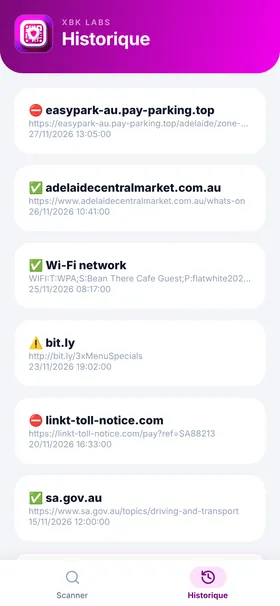 XBK LABS
Historique
⛔ easypark-au.pay-parking.top
https://easypark-au.pay-parking.top/adelaide/zone-...
27/11/2026 13:05:00
✅ adelaidecentralmarket.com.au
https://www.adelaidecentralmarket.com.au/whats-on
26/11/2026 10:41:00
✅ Wi-Fi network
WIFI:T:WPA;S:Bean There Cafe Guest;P:flatwhite202...
25/11/2026 08:17:00
⚠️ bit.ly
http://bit.ly/3xMenuSpecials
23/11/2026 19:02:00
⛔ linkt-toll-notice.com
https://linkt-toll-notice.com/pay?ref=SA88213
20/11/2026 16:33:00
✅ sa.gov.au
https://www.sa.gov.au/topics/driving-and-transport
15/11/2026 12:00:00
Scanner
Historique